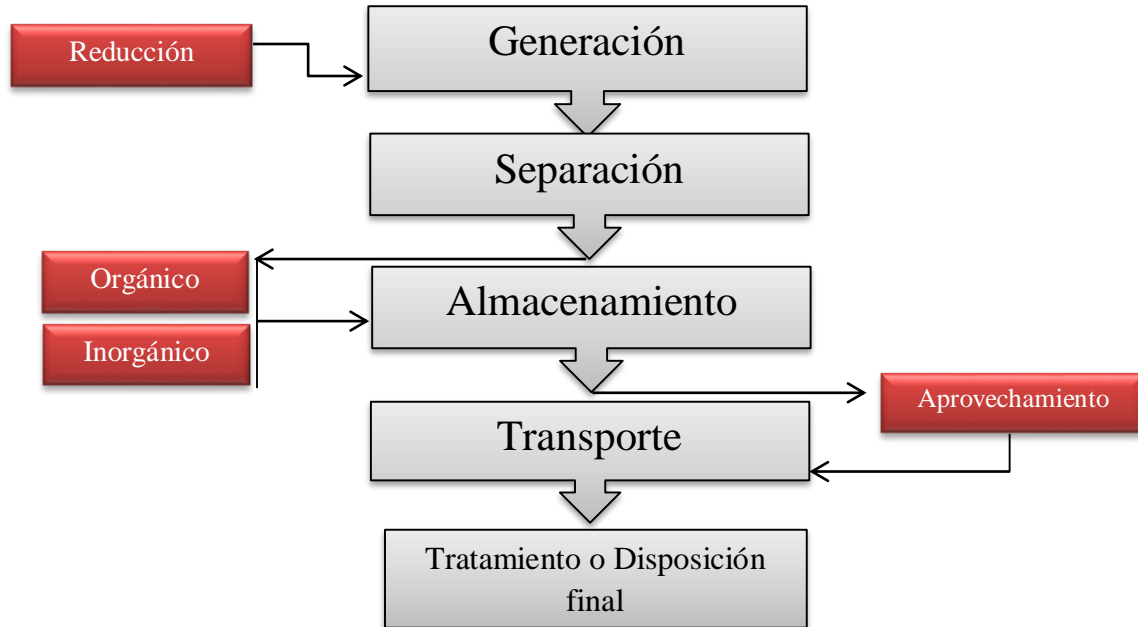 Reducción
Generación
Separación
Orgánico
Inorgánico
Almacenamiento
Aprovechamiento
Transporte
Tratamiento o Disposición
final